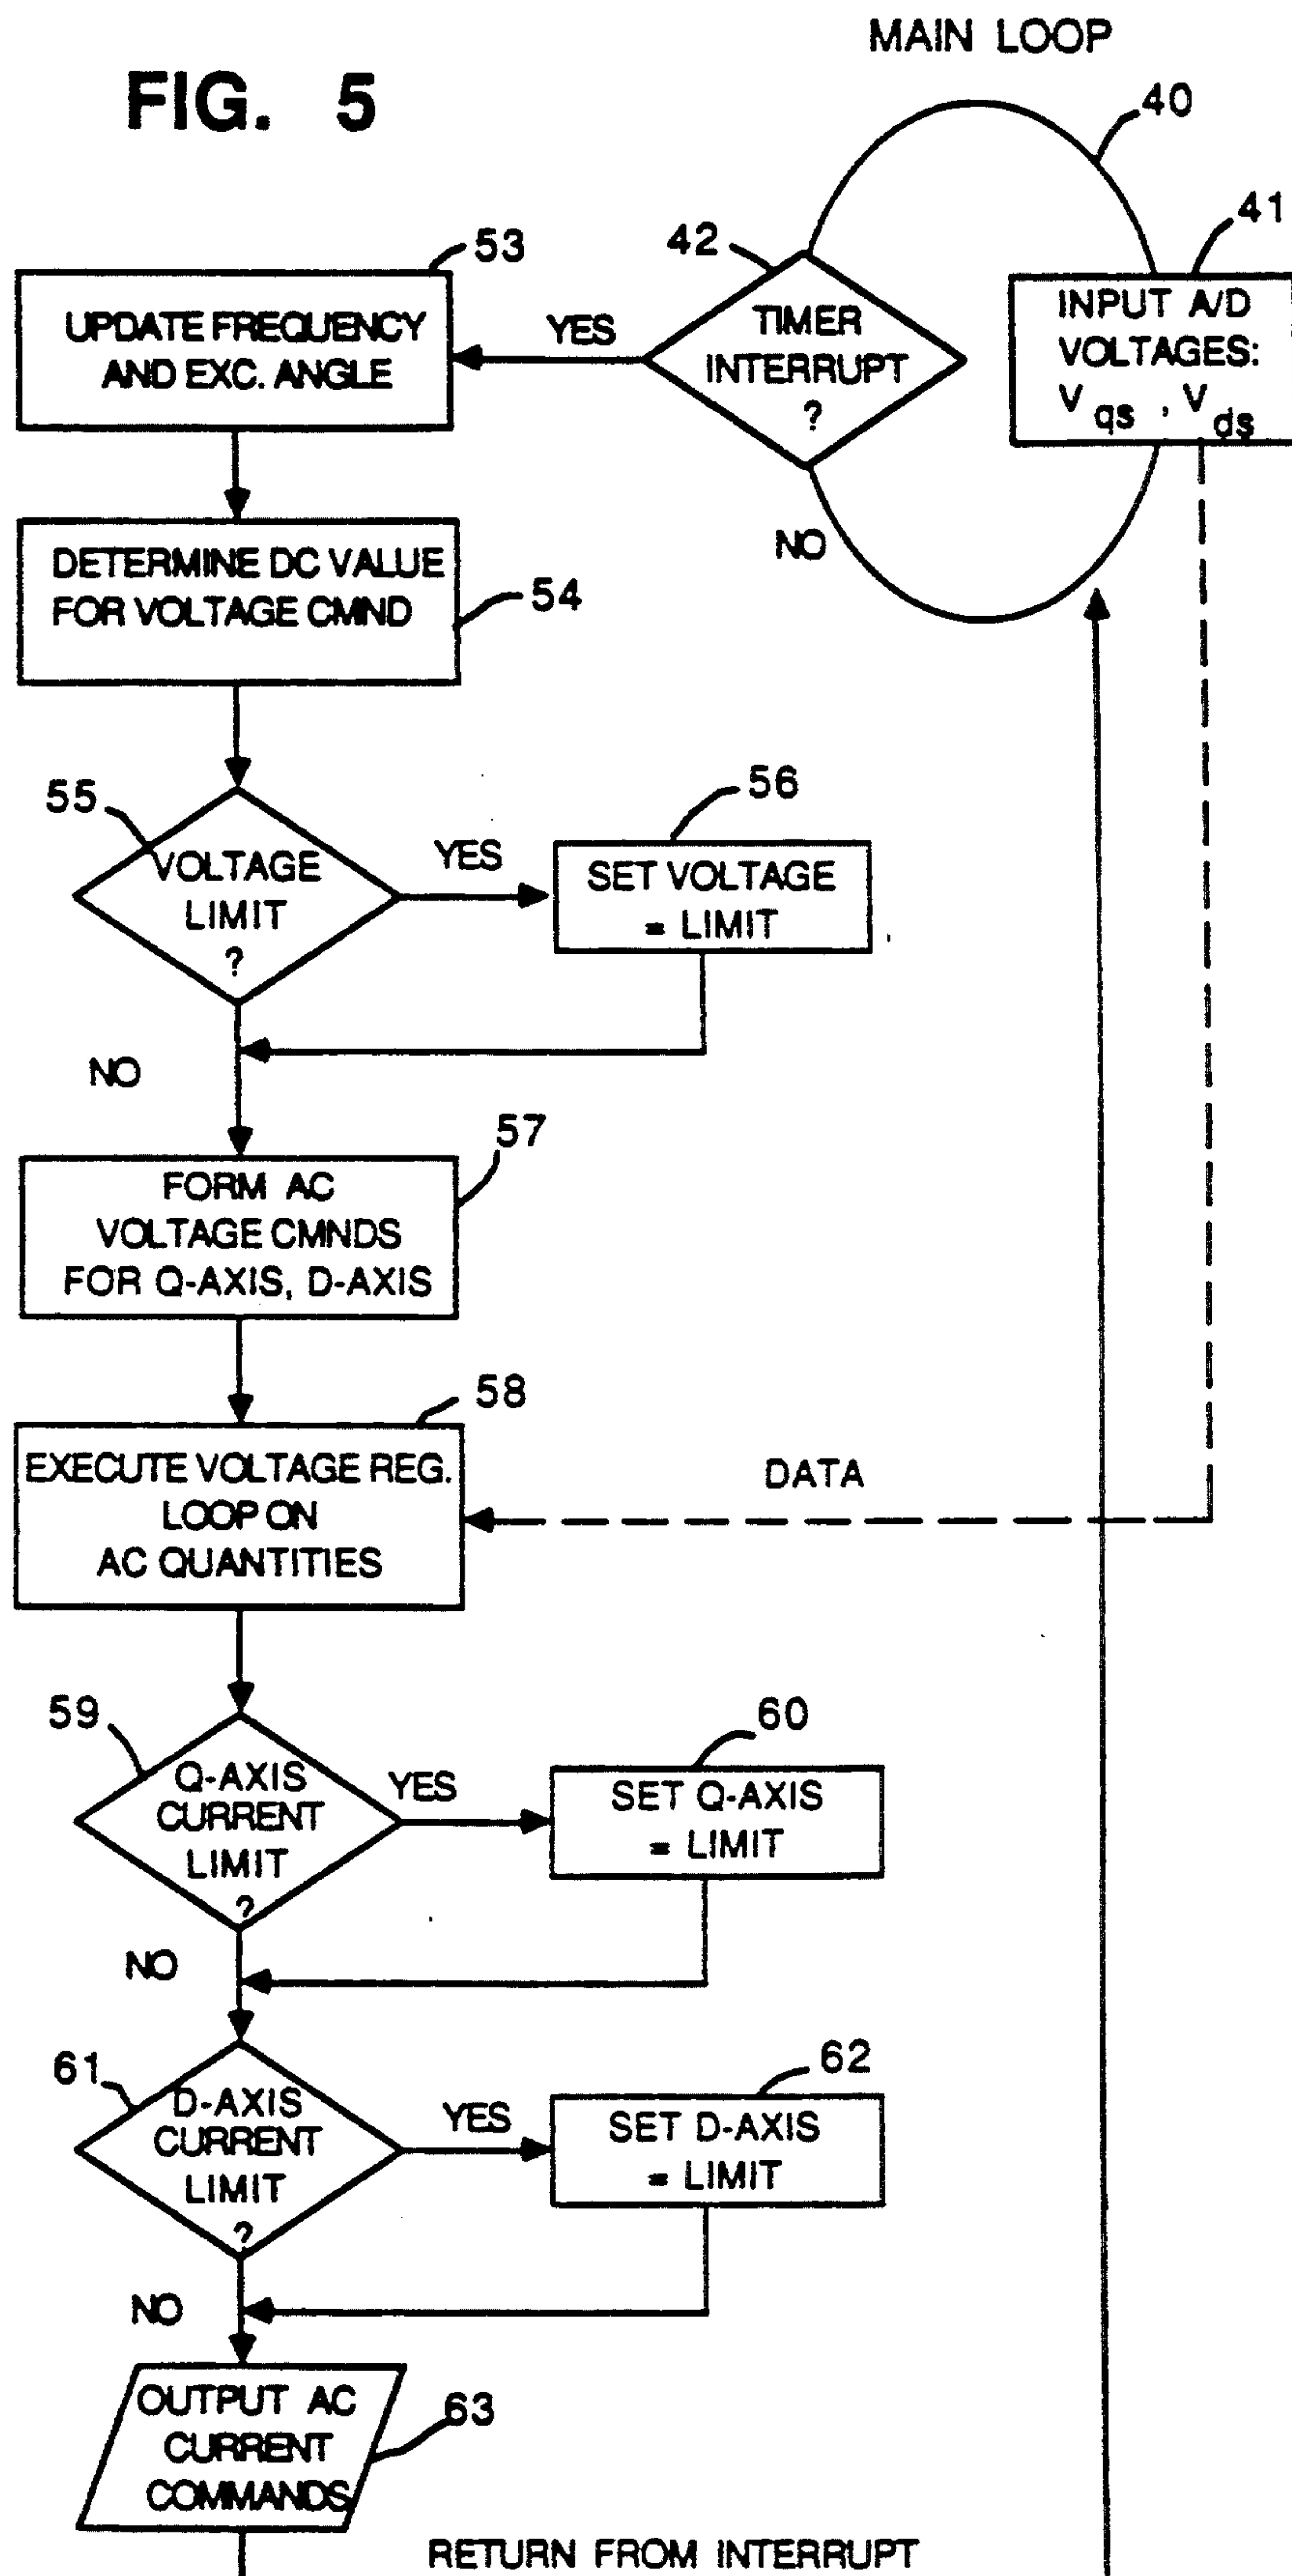 FIG. 5
MAIN LOOP
40
41
42
53
UPDATE FREQUENCY
AND EXC. ANGLE
YES
TIMER
INTERRUPT
?
INPUT A/D
VOLTAGES:
V qs , V ds
NO
DETERMINE DC VALUE
FOR VOLTAGE CMND
54
55
VOLTAGE
LIMIT
?
YES
56
SET VOLTAGE
= LIMIT
NO
57
FORM AC
VOLTAGE CMNDS
FOR Q-AXIS, D-AXIS
58
EXECUTE VOLTAGE REG.
LOOP ON
AC QUANTITIES
DATA
59
Q-AXIS
CURRENT
LIMIT
?
YES
60
SET Q-AXIS
= LIMIT
NO
61
D-AXIS
CURRENT
LIMIT
?
YES
62
SET D-AXIS
= LIMIT
NO
OUTPUT AC
CURRENT
COMMANDS
63
RETURN FROM INTERRUPT